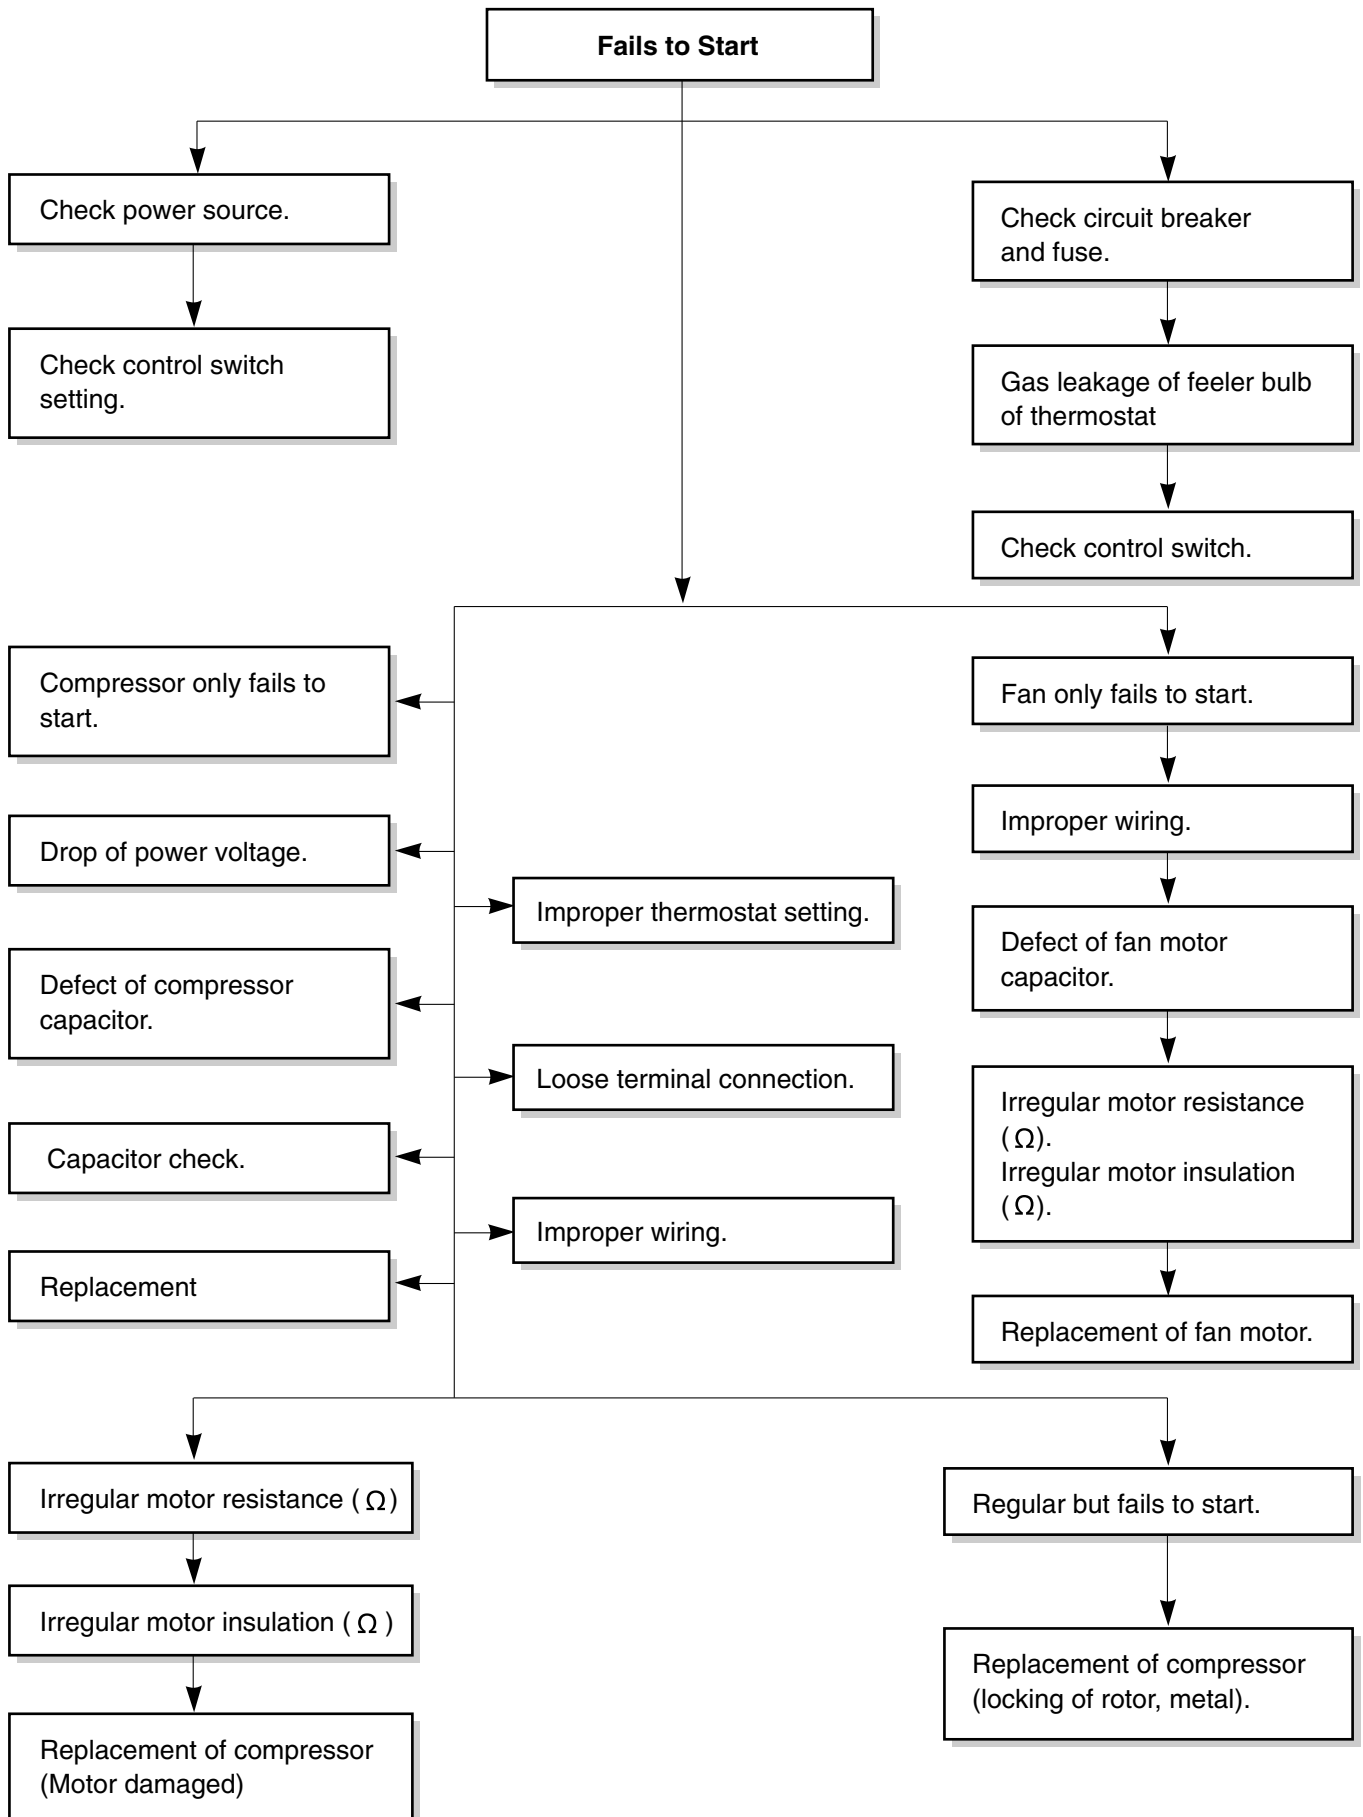 Fails to Start
Check power source.
Check control switch
setting.
Check circuit breaker
and fuse.
Gas leakage of feeler bulb
of thermostat
Check control switch.
Compressor only fails to
start.
Drop of power voltage.
Defect of compressor
capacitor.
Capacitor check.
Replacement
Improper thermostat setting.
Loose terminal connection.
Improper wiring.
Fan only fails to start.
Improper wiring.
Defect of fan motor
capacitor.
Irregular motor resistance
(Ω).
Irregular motor insulation
(Ω).
Replacement of fan motor.
Irregular motor resistance (Ω)
Irregular motor insulation (Ω )
Replacement of compressor
(Motor damaged)
Regular but fails to start.
Replacement of compressor
(locking of rotor, metal).